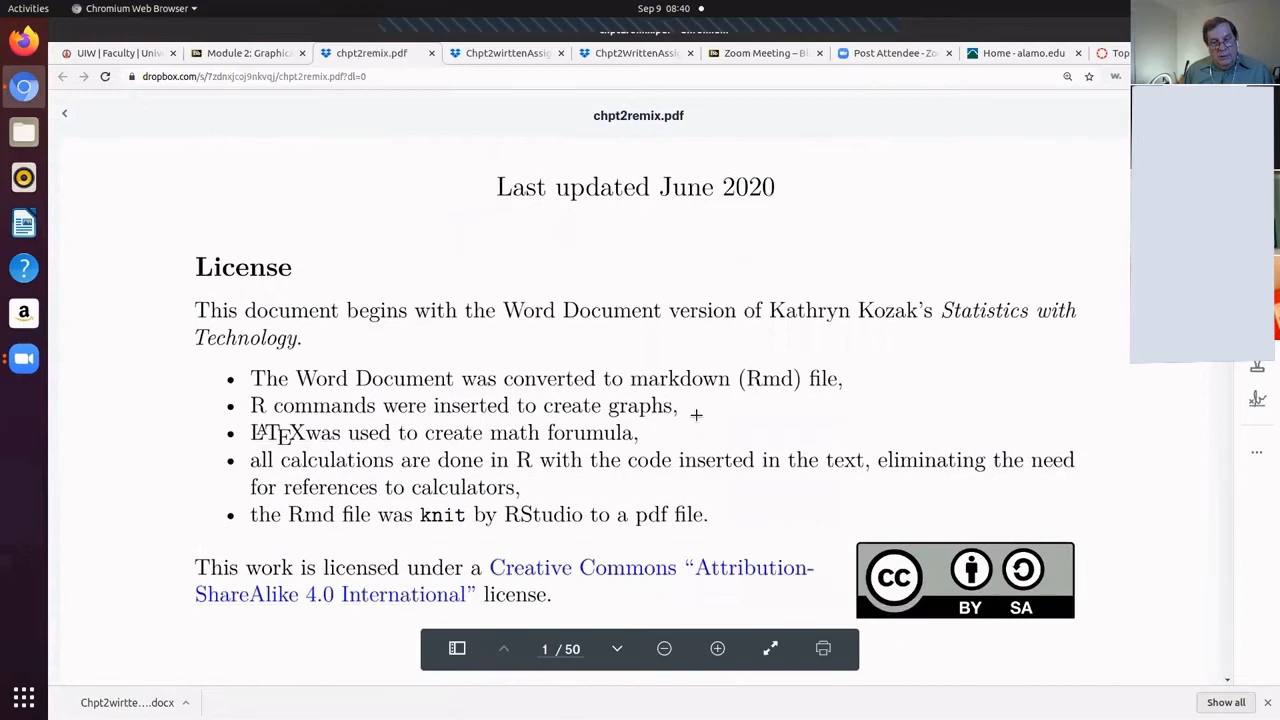 Activities
Chromium Web Browser
Sep 9 08:40
UIW | Faculty | Univ
Module 2: Graphica
chpt2remix.pdf
Chpt2writtenAssig
Chpt2WrittenAssig
Zoom Meeting – Bl
Post Attendee - Zo
Home - alamo.edu
Top
dropbox.com/s/7zdnxjcoj9nkvqj/chpt2remix.pdf?dl=0
W.
chpt2remix.pdf
Last updated June 2020
License
This document begins with the Word Document version of Kathryn Kozak's Statistics with
Technology.
• The Word Document was converted to markdown (Rmd) file,
• R commands were inserted to create graphs,
• LATEXwas used to create math forumula,
• all calculations are done in R with the code inserted in the text, eliminating the need
for references to calculators,
• the Rmd file was knit by RStudio to a pdf file.
This work is licensed under a Creative Commons “Attribution-
ShareAlike 4.0 International” license.
CC
BY SA
1 / 50
Chpt2wirtte....docx
Show all